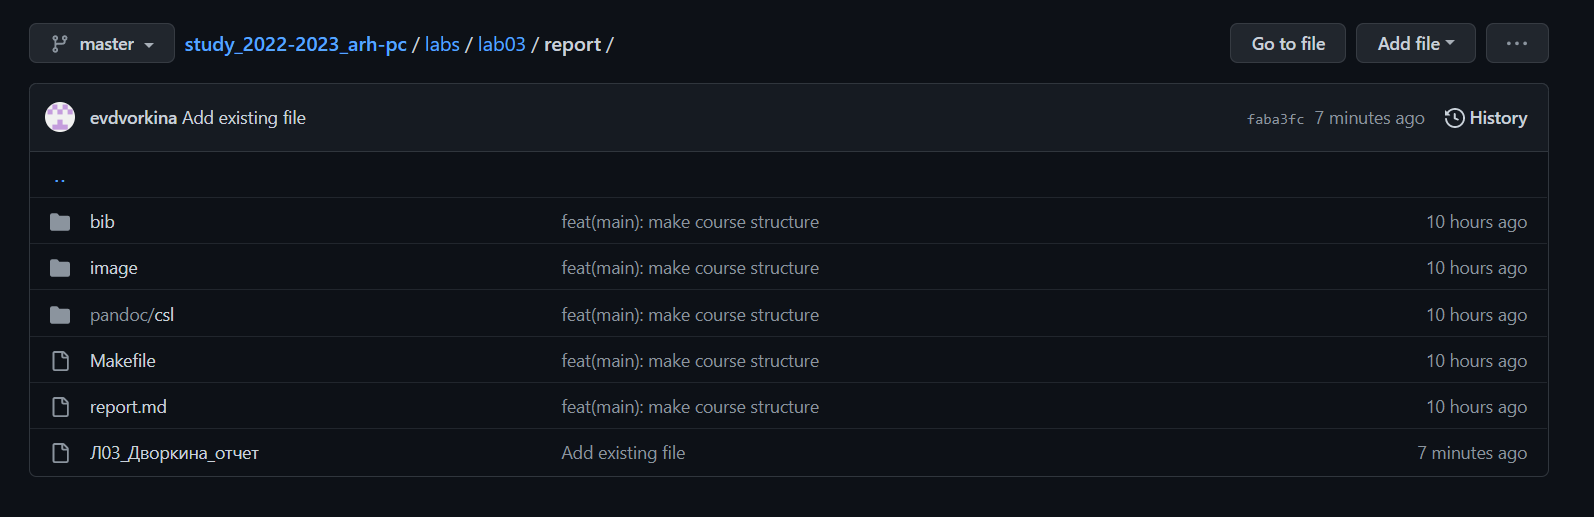 master study_2022-2023_arh-pc / labs / lab03 / report / Go to file Add file ...
evdvorkina Add existing file faba3fc 7 minutes ago History
..
bib feat(main): make course structure 10 hours ago
image feat(main): make course structure 10 hours ago
pandoc/csl feat(main): make course structure 10 hours ago
Makefile feat(main): make course structure 10 hours ago
report.md feat(main): make course structure 10 hours ago
Л03_Дворкина_отчет Add existing file 7 minutes ago